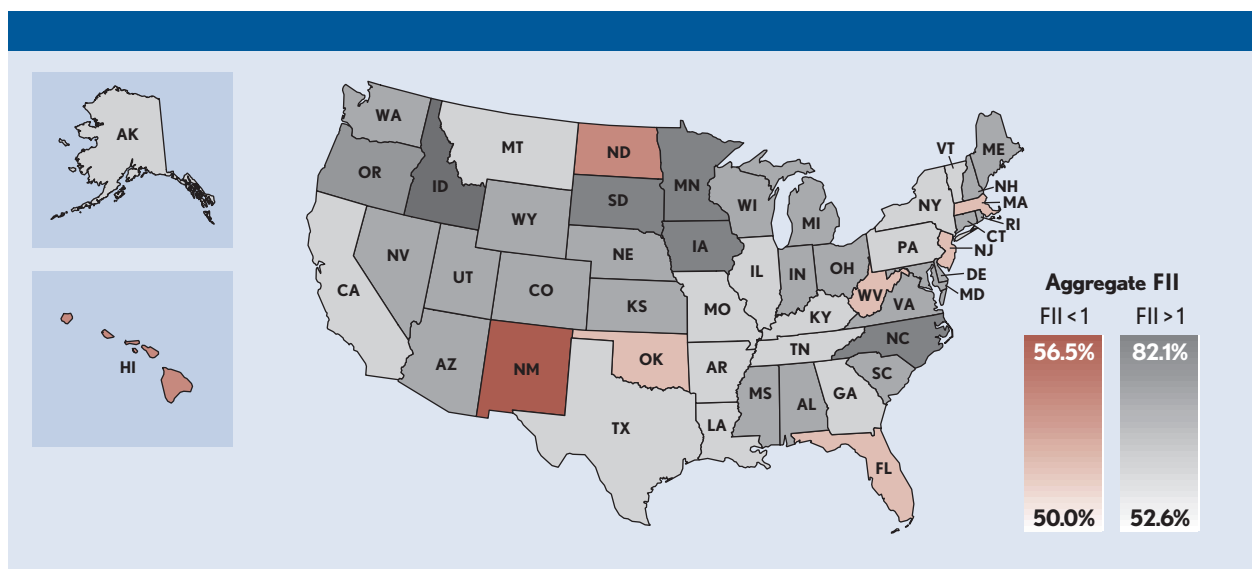 AK
HI
WA
OR
ID
MT
ND
MN
SD
WY
NV
UT
CA
AZ
CO
NM
NE
KS
OK
TX
IA
MO
AR
LA
WI
IL
MI
IN
OH
KY
TN
MS
AL
GA
FL
SC
NC
VA
WV
PA
NY
VT
ME
NH
MA
RI
CT
NJ
DE
MD
Aggregate FII
FII < 1 FII > 1
56.5% 82.1%
50.0% 52.6%